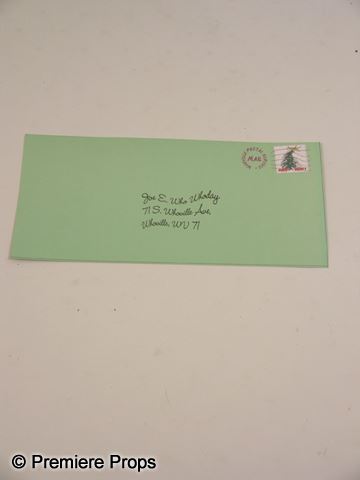 MAIL
Joe E. Who Whoday
71 S. Whoville Ave,
Whoville, WV 71
© Premiere Props